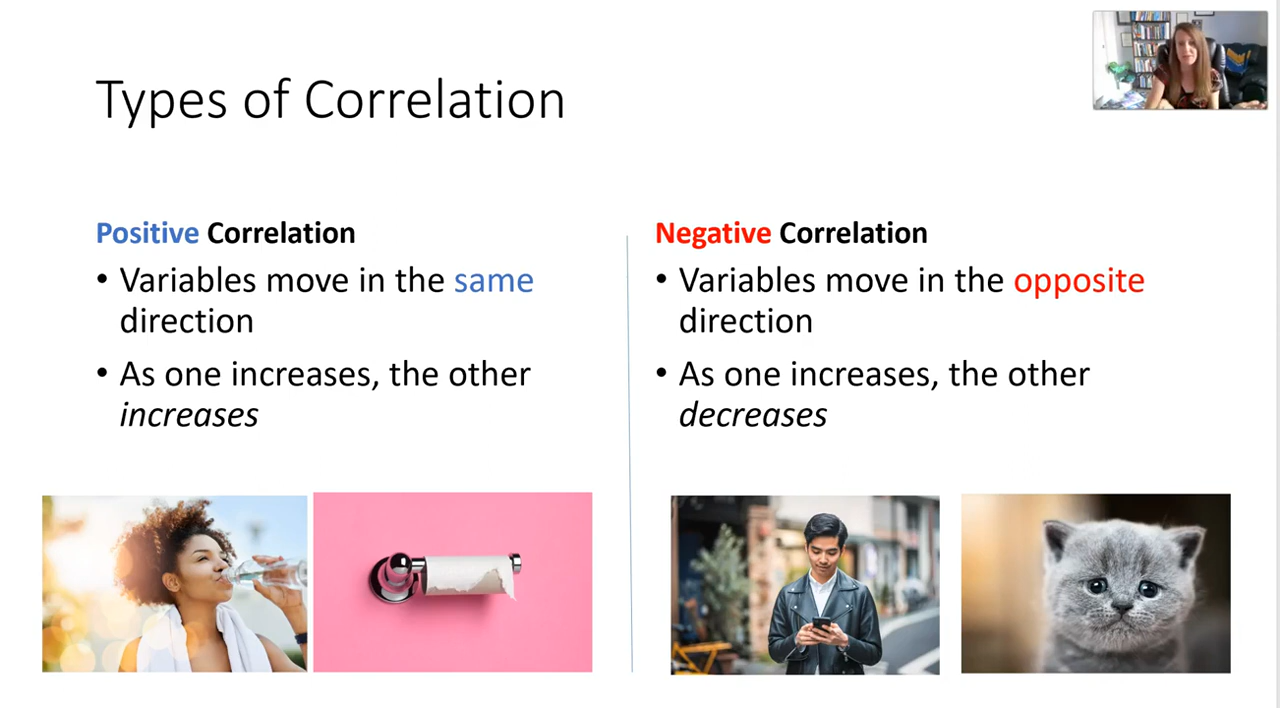 Types of Correlation
Positive Correlation
• Variables move in the same
direction
• As one increases, the other
increases
Negative Correlation
• Variables move in the opposite
direction
• As one increases, the other
decreases